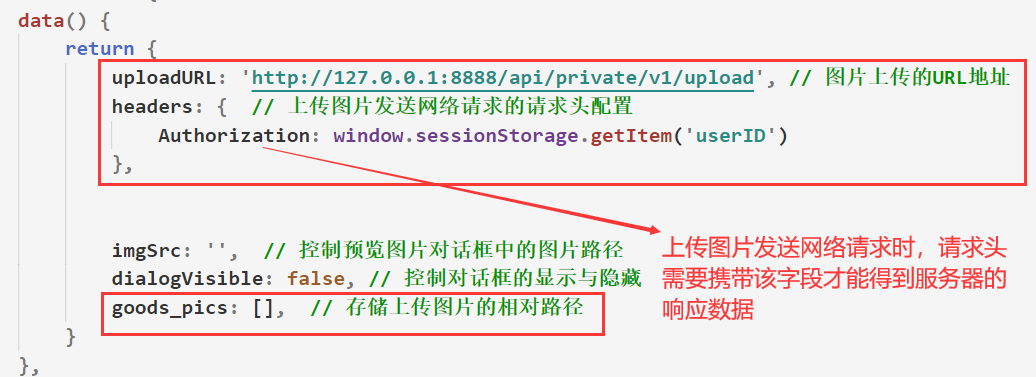 data() {
return {
uploadURL: 'http://127.0.0.1:8888/api/private/v1/upload', // 图片上传的URL地址
headers: { // 上传图片发送网络请求的请求头配置
Authorization: window.sessionStorage.getItem('userID')
},
imgSrc: '', // 控制预览图片对话框中的图片路径
dialogVisible: false, // 控制对话框的显示与隐藏
goods_pics: [], // 存储上传图片的相对路径
}
},
上传图片发送网络请求时，请求头
需要携带该字段才能得到服务器的
响应数据